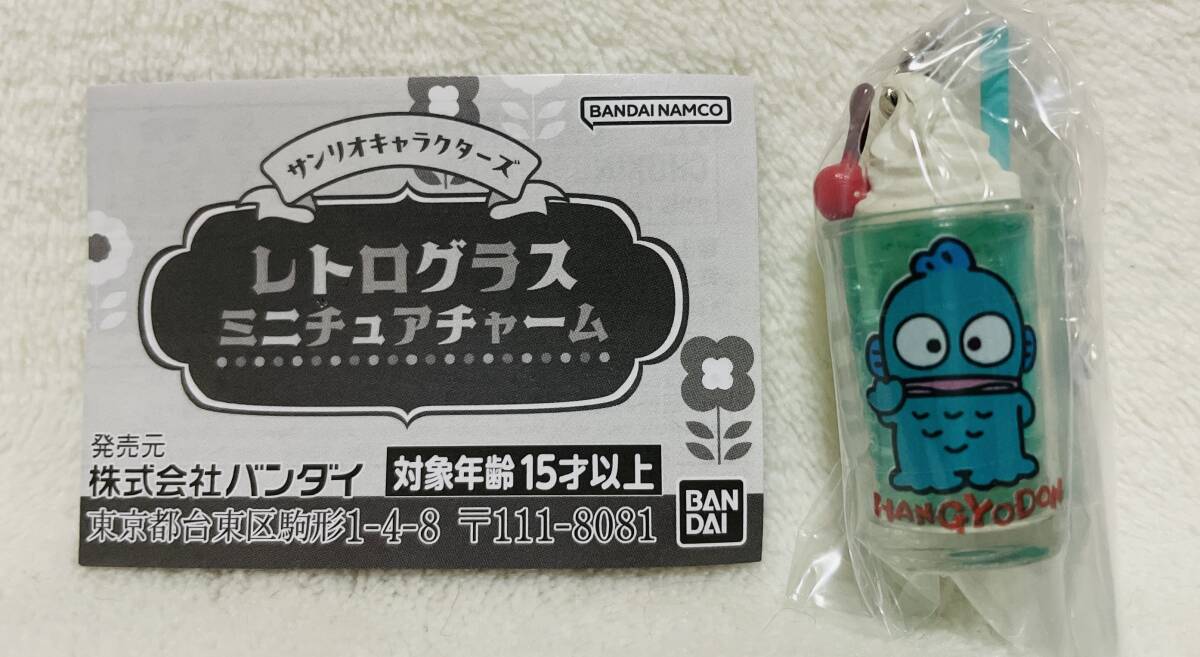 BANDAI NAMCO
サンリオキャラクターズ
レトログラス
ミニチュアチャーム
発売元
株式会社バンダイ
対象年齢 15才以上
東京都台東区駒形1-4-8 〒111-8081
BAN
DAI
HANGYODON